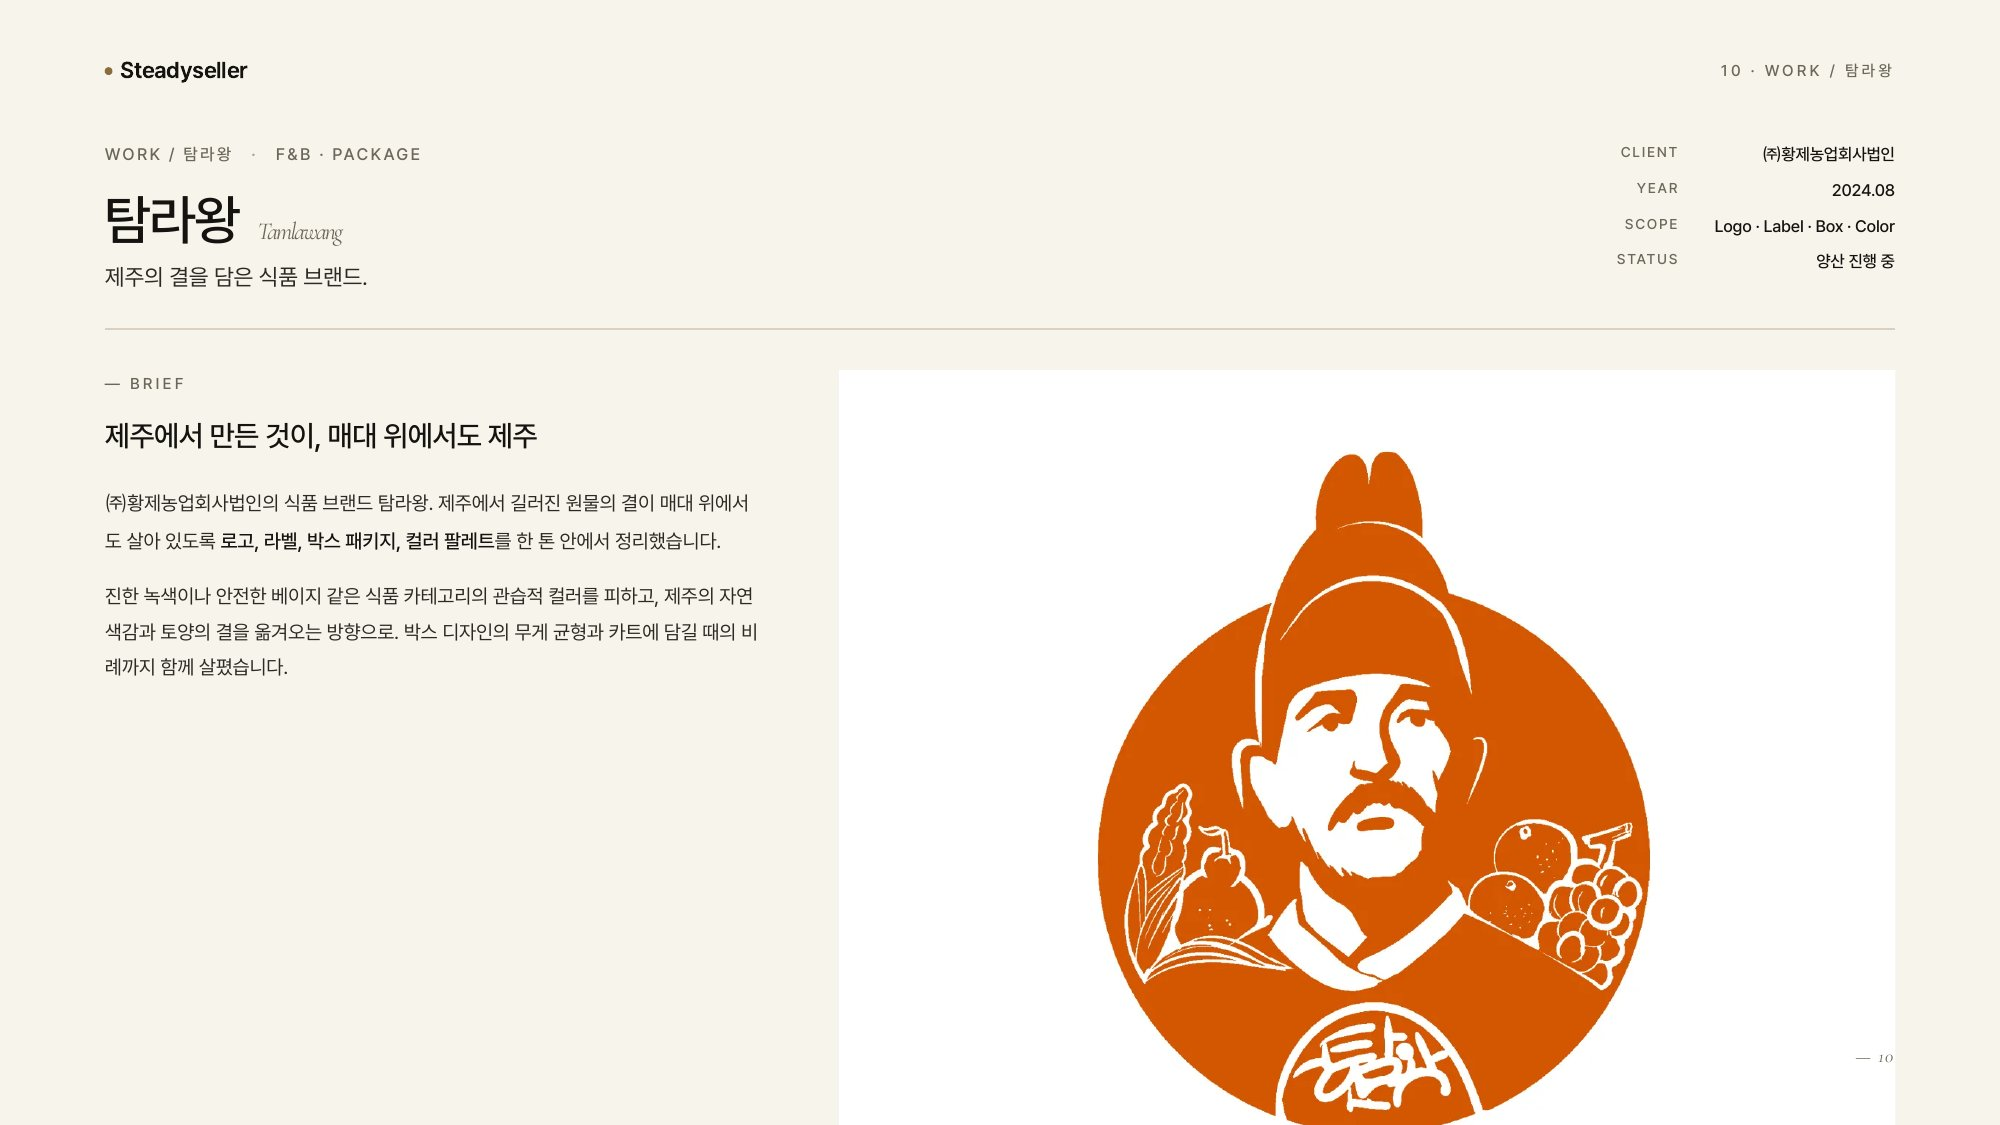 Steadyseller
10 · WORK / 탐라왕
WORK / 탐라왕 · F&B · PACKAGE
탐라왕 Tamlawang
제주의 결을 담은 식품 브랜드.
CLIENT ㈜황제농업회사법인
YEAR 2024.08
SCOPE Logo · Label · Box · Color
STATUS 양산 진행 중
— BRIEF
제주에서 만든 것이, 매대 위에서도 제주
㈜황제농업회사법인의 식품 브랜드 탐라왕. 제주에서 길러진 원물의 결이 매대 위에서
도 살아 있도록 로고, 라벨, 박스 패키지, 컬러 팔레트를 한 톤 안에서 정리했습니다.
진한 녹색이나 안전한 베이지 같은 식품 카테고리의 관습적 컬러를 피하고, 제주의 자연
색감과 토양의 결을 옮겨오는 방향으로. 박스 디자인의 무게 균형과 카트에 담길 때의 비
례까지 함께 살폈습니다.
탐라왕
— 10